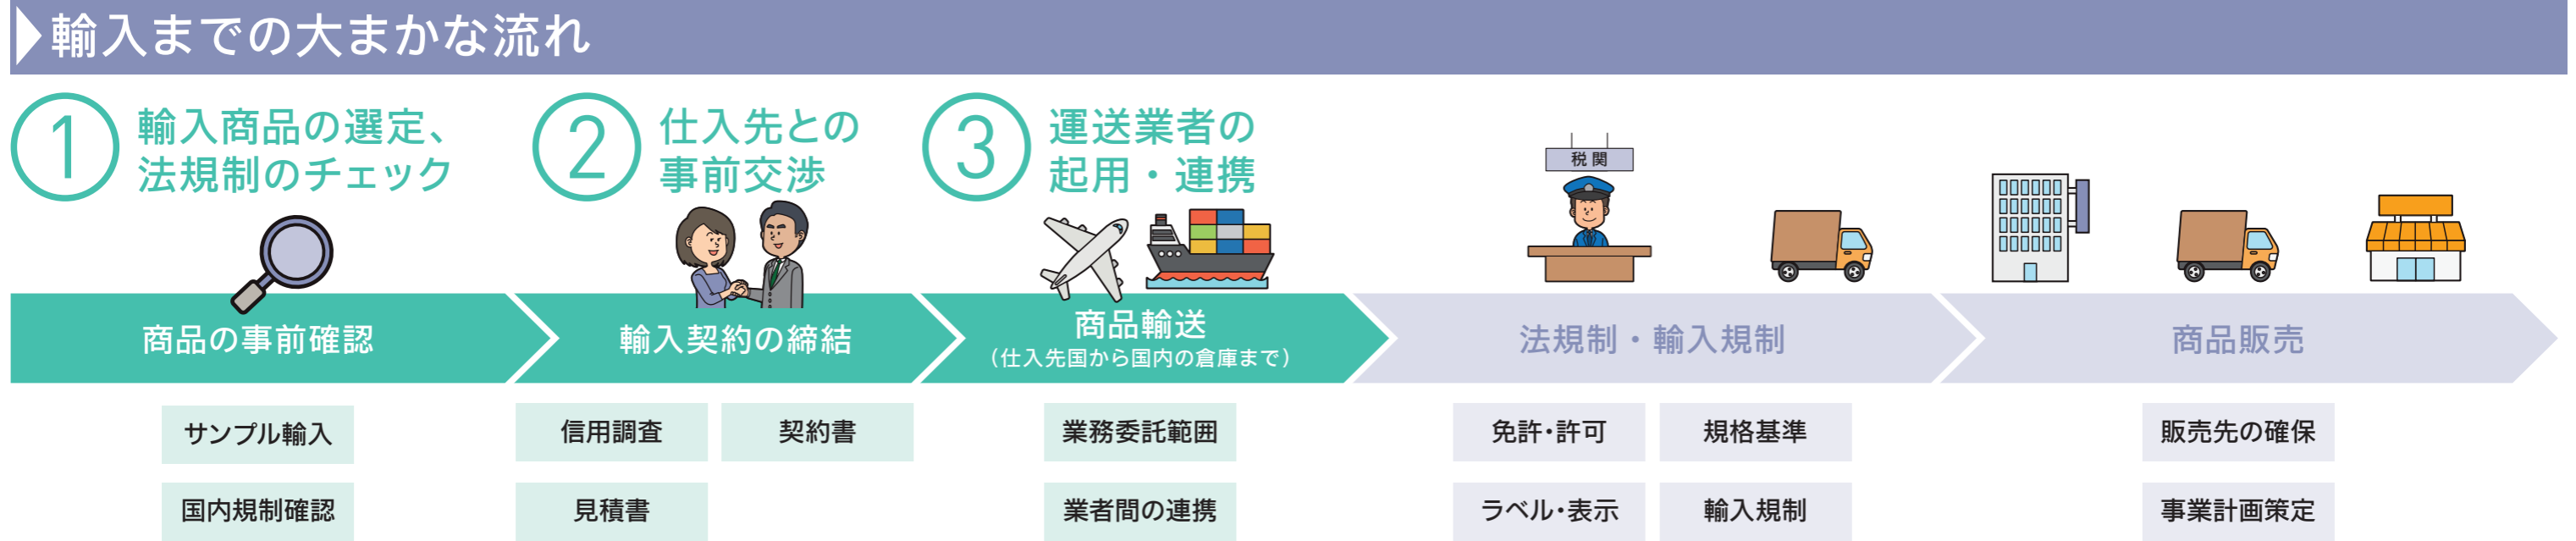 輸入までの大まかな流れ
1
輸入商品の選定、
法規制のチェック
2
仕入先との
事前交渉
3
運送業者の
起用・連携
税関
商品の事前確認
輸入契約の締結
商品輸送
（仕入先国から国内の倉庫まで）
法規制・輸入規制
商品販売
サンプル輸入
国内規制確認
信用調査
契約書
見積書
業務委託範囲
業者間の連携
免許・許可
規格基準
ラベル・表示
輸入規制
販売先の確保
事業計画策定